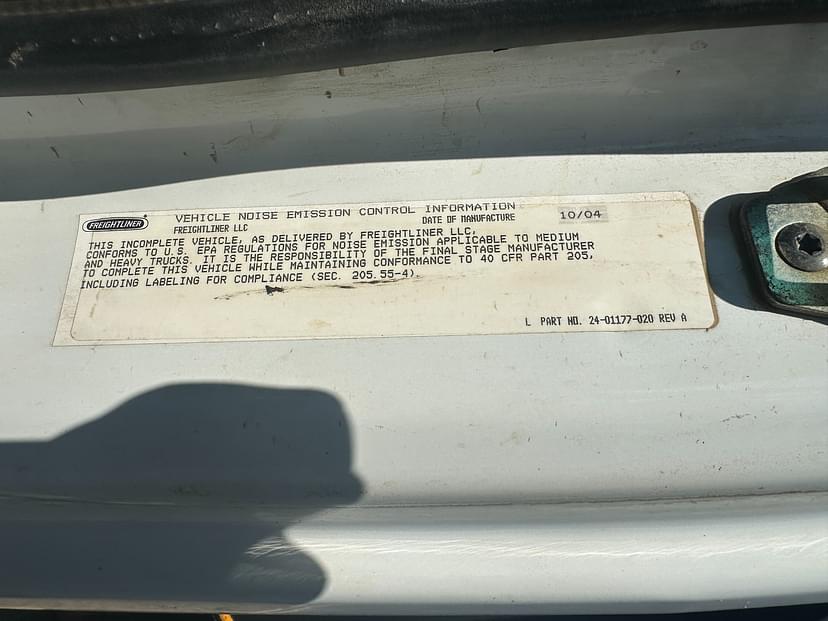 FREIGHTLINER
VEHICLE NOISE EMISSION CONTROL INFORMATION
FREIGHTLINER LLC DATE OF MANUFACTURE 10/04
THIS INCOMPLETE VEHICLE, AS DELIVERED BY FREIGHTLINER LLC,
CONFORMS TO U.S. EPA REGULATIONS FOR NOISE EMISSION APPLICABLE TO MEDIUM
AND HEAVY TRUCKS. IT IS THE RESPONSIBILITY OF THE FINAL STAGE MANUFACTURER
TO COMPLETE THIS VEHICLE WHILE MAINTAINING CONFORMANCE TO 40 CFR PART 205,
INCLUDING LABELING FOR COMPLIANCE (SEC. 205.55-4).
L PART NO. 24-01177-020 REV A